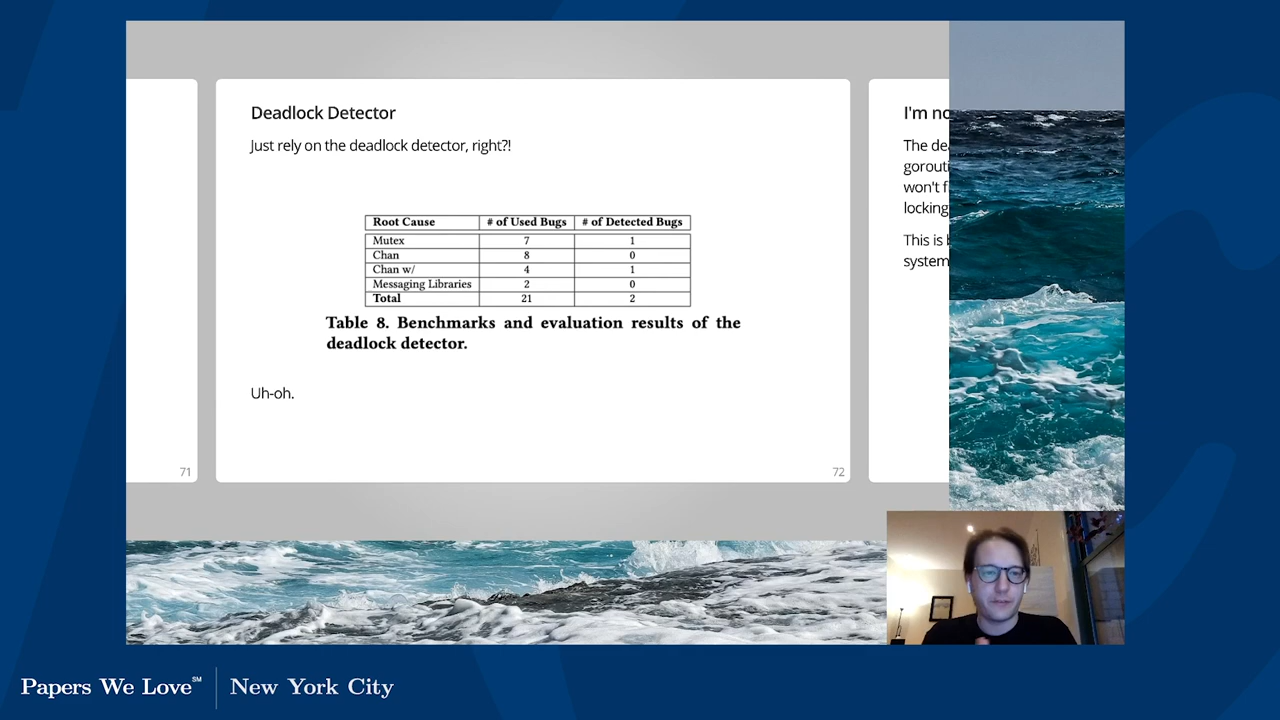 Deadlock Detector
Just rely on the deadlock detector, right?!
Root Cause # of Used Bugs # of Detected Bugs
Mutex 7 1
Chan 8 0
Chan w/ 4 1
Messaging Libraries 2 0
Total 21 2
Table 8. Benchmarks and evaluation results of the
deadlock detector.
Uh-oh.
71
72
I'm
The
won't
locking
This is
system
Papers We Love℠
New York City